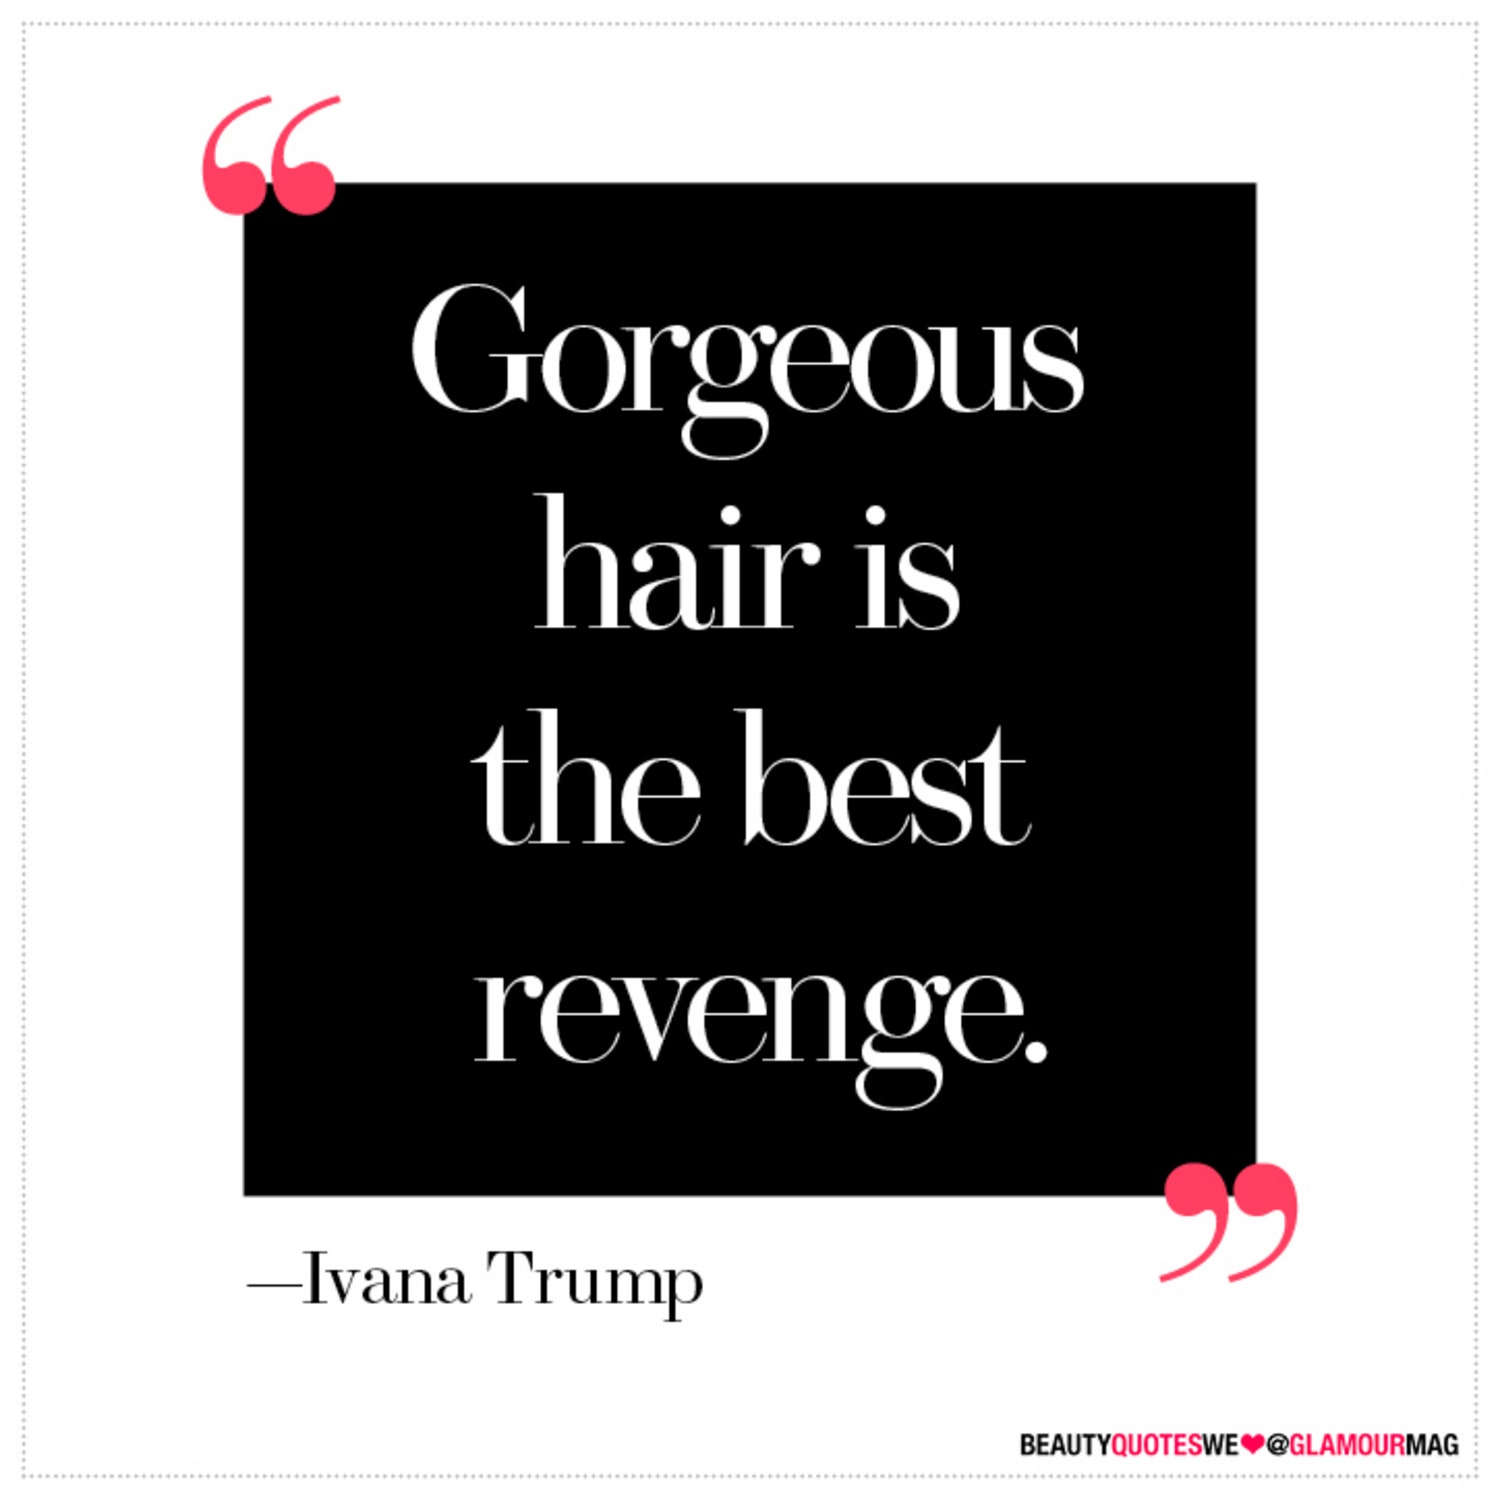 “
Gorgeous
hair is
the best
revenge.
”
—Ivana Trump
BEAUTYQUOTESWE❤@GLAMOURMAG